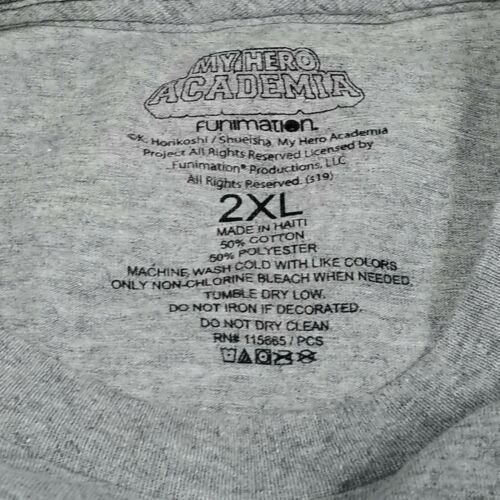 MY HERO
ACADEMIA
FUNIMATION.
©K. Horikoshi / Shueisha, My Hero Academia
Project All Rights Reserved Licensed by
Funimation® Productions, LLC
All Rights Reserved. (s19)
2XL
MADE IN HAITI
50% COTTON
50% POLYESTER
MACHINE WASH COLD WITH LIKE COLORS
ONLY NON-CHLORINE BLEACH WHEN NEEDED.
TUMBLE DRY LOW.
DO NOT IRON IF DECORATED.
DO NOT DRY CLEAN
RN# 115865 / PCS